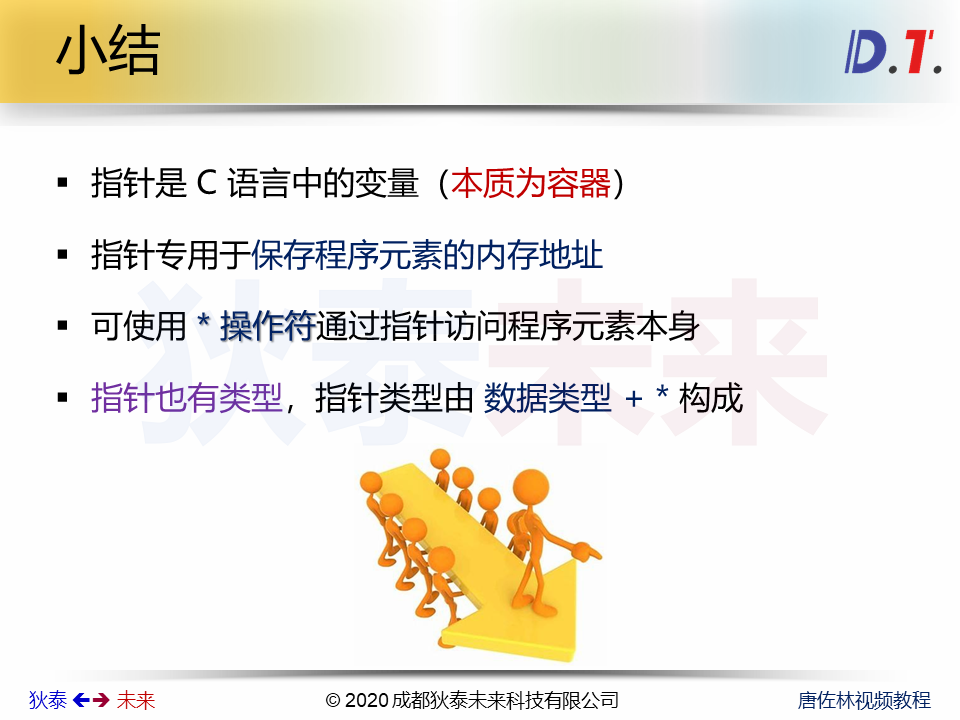 小结
D.T.
指针是 C 语言中的变量（本质为容器）
指针专用于保存程序元素的内存地址
可使用 * 操作符通过指针访问程序元素本身
指针也有类型，指针类型由 数据类型 + * 构成
狄泰未来
狄泰 未来
© 2020 成都狄泰未来科技有限公司
唐佐林视频教程